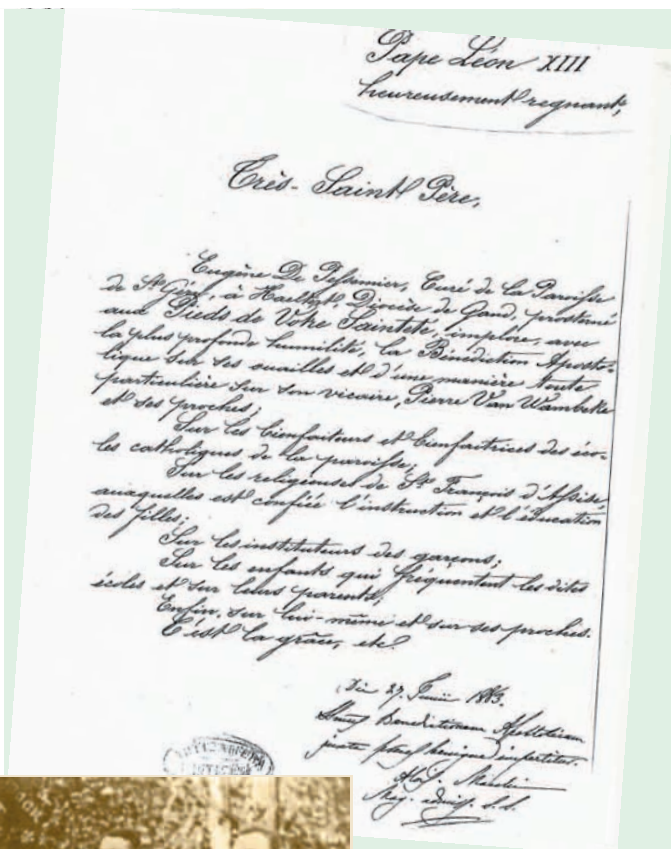 Pape Léon XIII
heureusement regnant,
Très-Saint Père,
Eugène De Tessimier, Curé de la Paroisse
de St Géry, à Haeltert, Diocèse de Gand, prosterné
aux Pieds de Votre Sainteté, implore, avec
la plus profonde humilité, la Bénédiction Aposto-
lique sur ses ouailles et d'une manière toute
particulière sur son vicaire, Pierre Van Wambeke
et ses proches;
Sur les bienfaiteurs et bienfaitrices des éco-
les catholiques de la paroisse;
Sur les religieuses de St François d'Assise
auxquelles est confiée l'instruction et l'éducation
des filles;
Sur les instituteurs des garçons;
Sur les enfants qui fréquentent les dites
écoles et sur leurs parents;
Enfin, sur lui-même et sur ses proches.
C'est la grâce, etc.
Die 27. Junii 1883.
Benedictionem Apostolicam
juxta preces benigne impertitus.